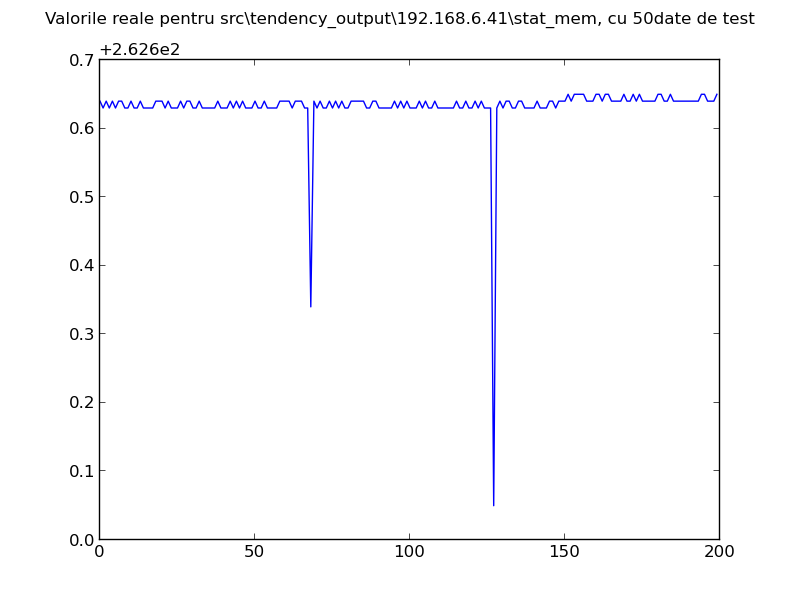 Valorile reale pentru src\tendency_output\192.168.6.41\stat_mem, cu 50date de test
+2.626e2
0.7
0.6
0.5
0.4
0.3
0.2
0.1
0.0
0 50 100 150 200